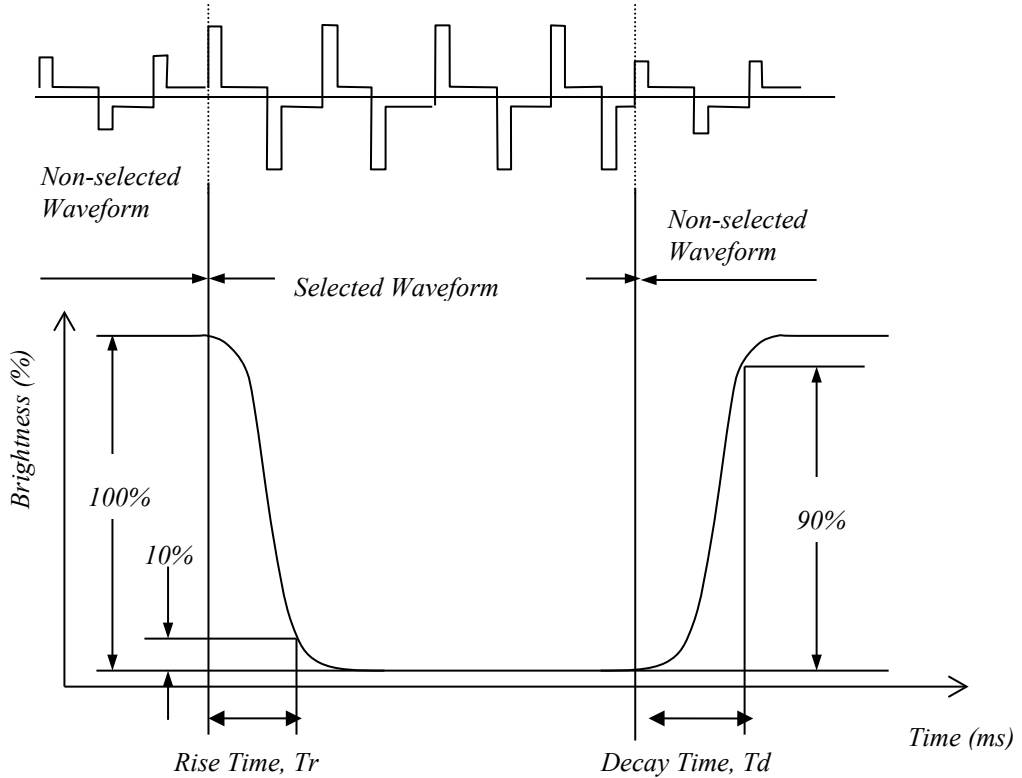 Non-selected
Waveform
Non-selected
Waveform
Selected Waveform
Brightness (%)
100%
10%
90%
Time (ms)
Rise Time, Tr
Decay Time, Td